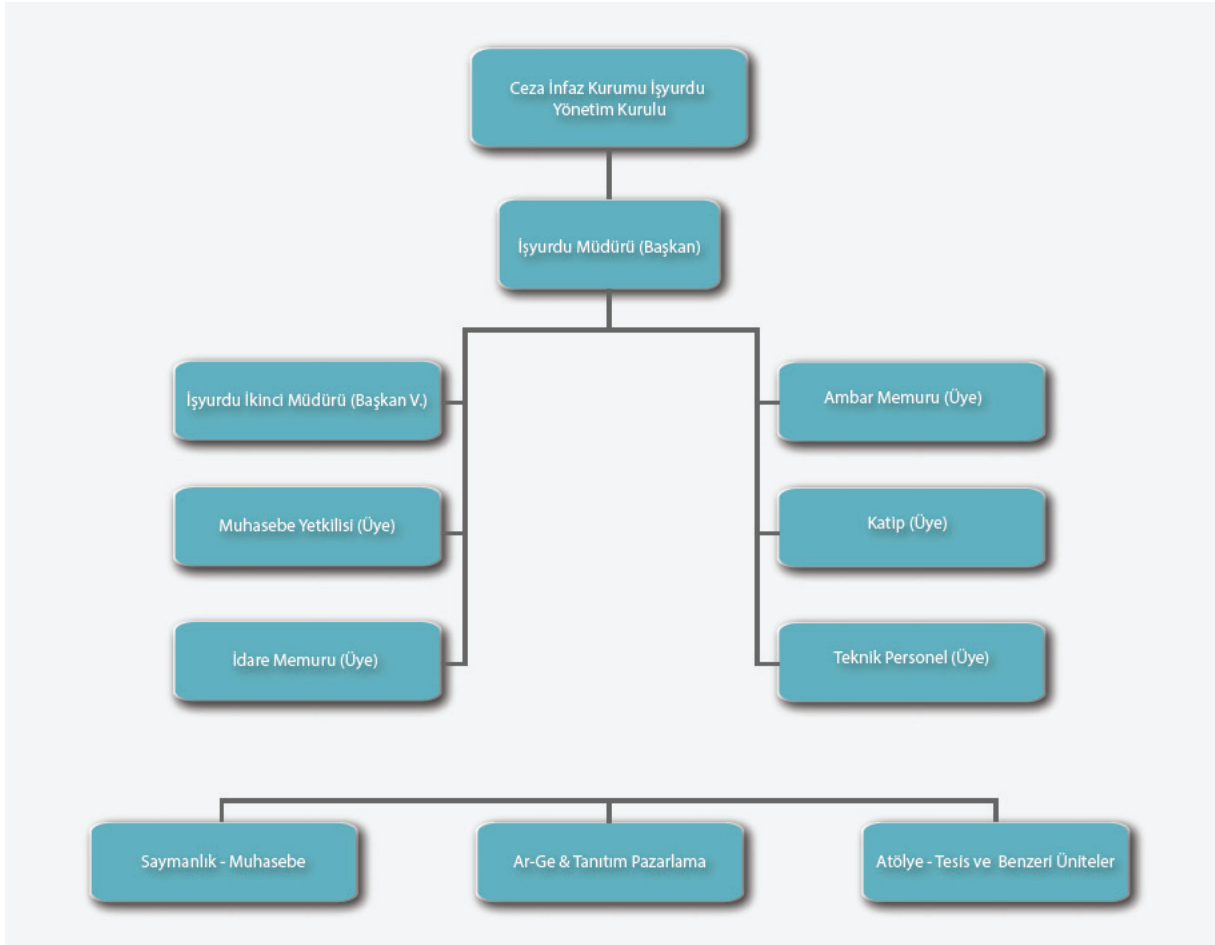 Ceza İnfaz Kurumu İşyurdu
Yönetim Kurulu
İşyurdu Müdürü (Başkan)
İşyurdu İkinci Müdürü (Başkan V.)
Ambar Memuru (Üye)
Muhasebe Yetkilisi (Üye)
Katip (Üye)
İdare Memuru (Üye)
Teknik Personel (Üye)
Saymanlık - Muhasebe
Ar-Ge & Tanıtım Pazarlama
Atölye - Tesis ve Benzeri Üniteler